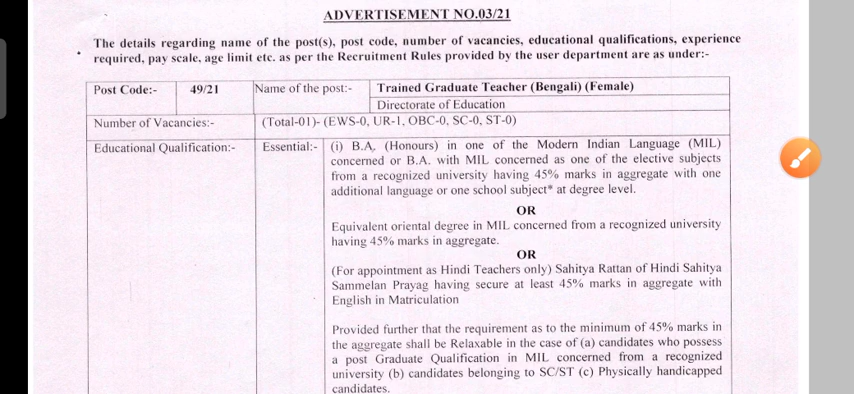 ADVERTISEMENT NO.03/21
The details regarding name of the post(s), post code, number of vacancies, educational qualifications, experience
required, pay scale, age limit etc. as per the Recruitment Rules provided by the user department are as under:-
Post Code:- 49/21 Name of the post:- Trained Graduate Teacher (Bengali) (Female)
Directorate of Education
Number of Vacancies:- (Total-01)- (EWS-0, UR-1, OBC-0, SC-0, ST-0)
Educational Qualification:- Essential:- (i) B.A. (Honours) in one of the Modern Indian Language (MIL)
concerned or B.A. with MIL concerned as one of the elective subjects
from a recognized university having 45% marks in aggregate with one
additional language or one school subject* at degree level.
OR
Equivalent oriental degree in MIL concerned from a recognized university
having 45% marks in aggregate.
OR
(For appointment as Hindi Teachers only) Sahitya Rattan of Hindi Sahitya
Sammelan Prayag having secure at least 45% marks in aggregate with
English in Matriculation
Provided further that the requirement as to the minimum of 45% marks in
the aggregate shall be Relaxable in the case of (a) candidates who possess
a post Graduate Qualification in MIL concerned from a recognized
university (b) candidates belonging to SC/ST (c) Physically handicapped
candidates.